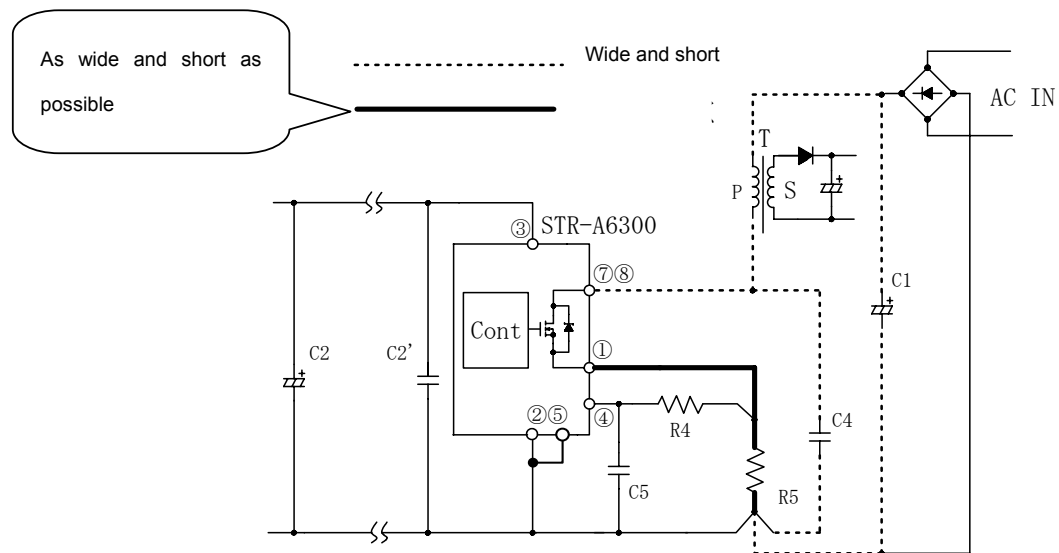 As wide and short as
possible
Wide and short
AC IN
T
P
S
STR-A6300
③
⑦⑧
C1
Cont
C2
C2'
①
②⑤
④
R4
C4
C5
R5